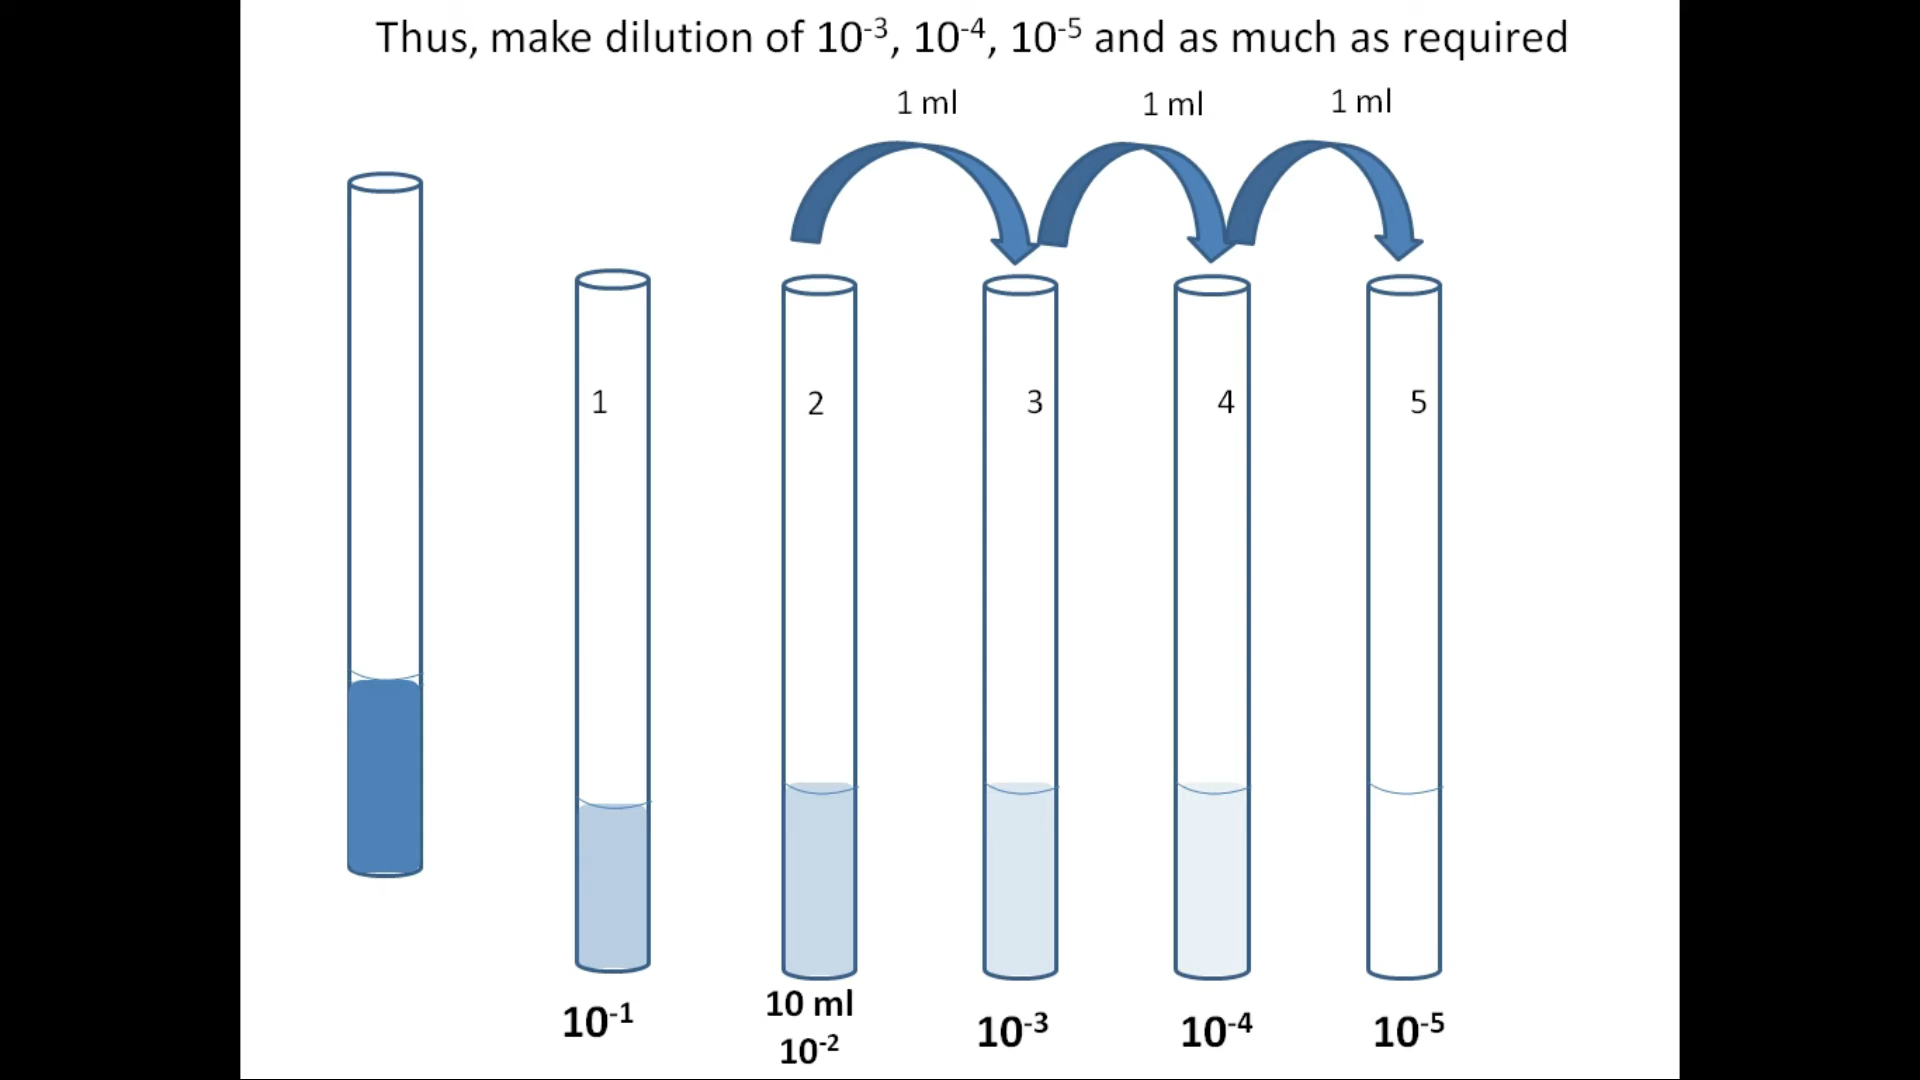 Thus, make dilution of 10⁻³, 10⁻⁴, 10⁻⁵ and as much as required
1 ml 1 ml 1 ml
1 2 3 4 5
10 ml
10⁻¹ 10⁻² 10⁻³ 10⁻⁴ 10⁻⁵